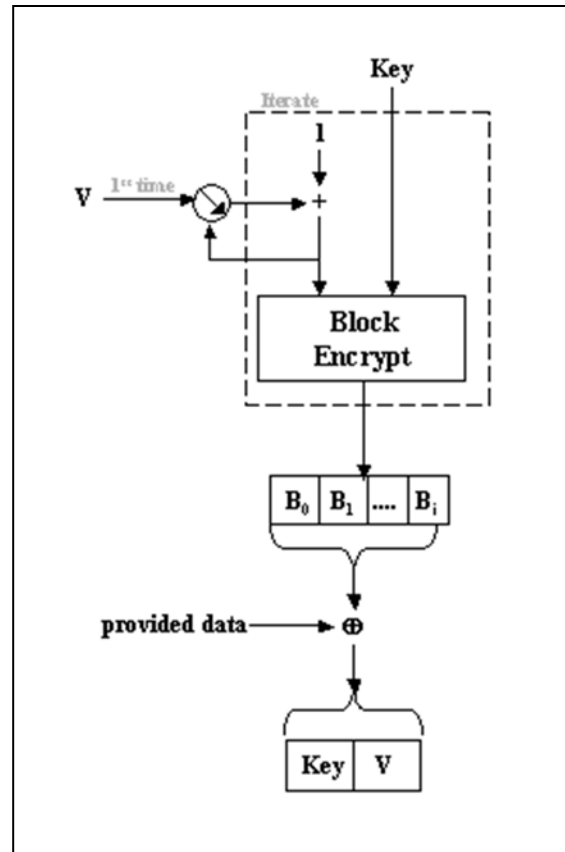 Key
Iterate
1
V
1st time
+
Block
Encrypt
B0 B1 .... Bi
provided data
⊕
Key V